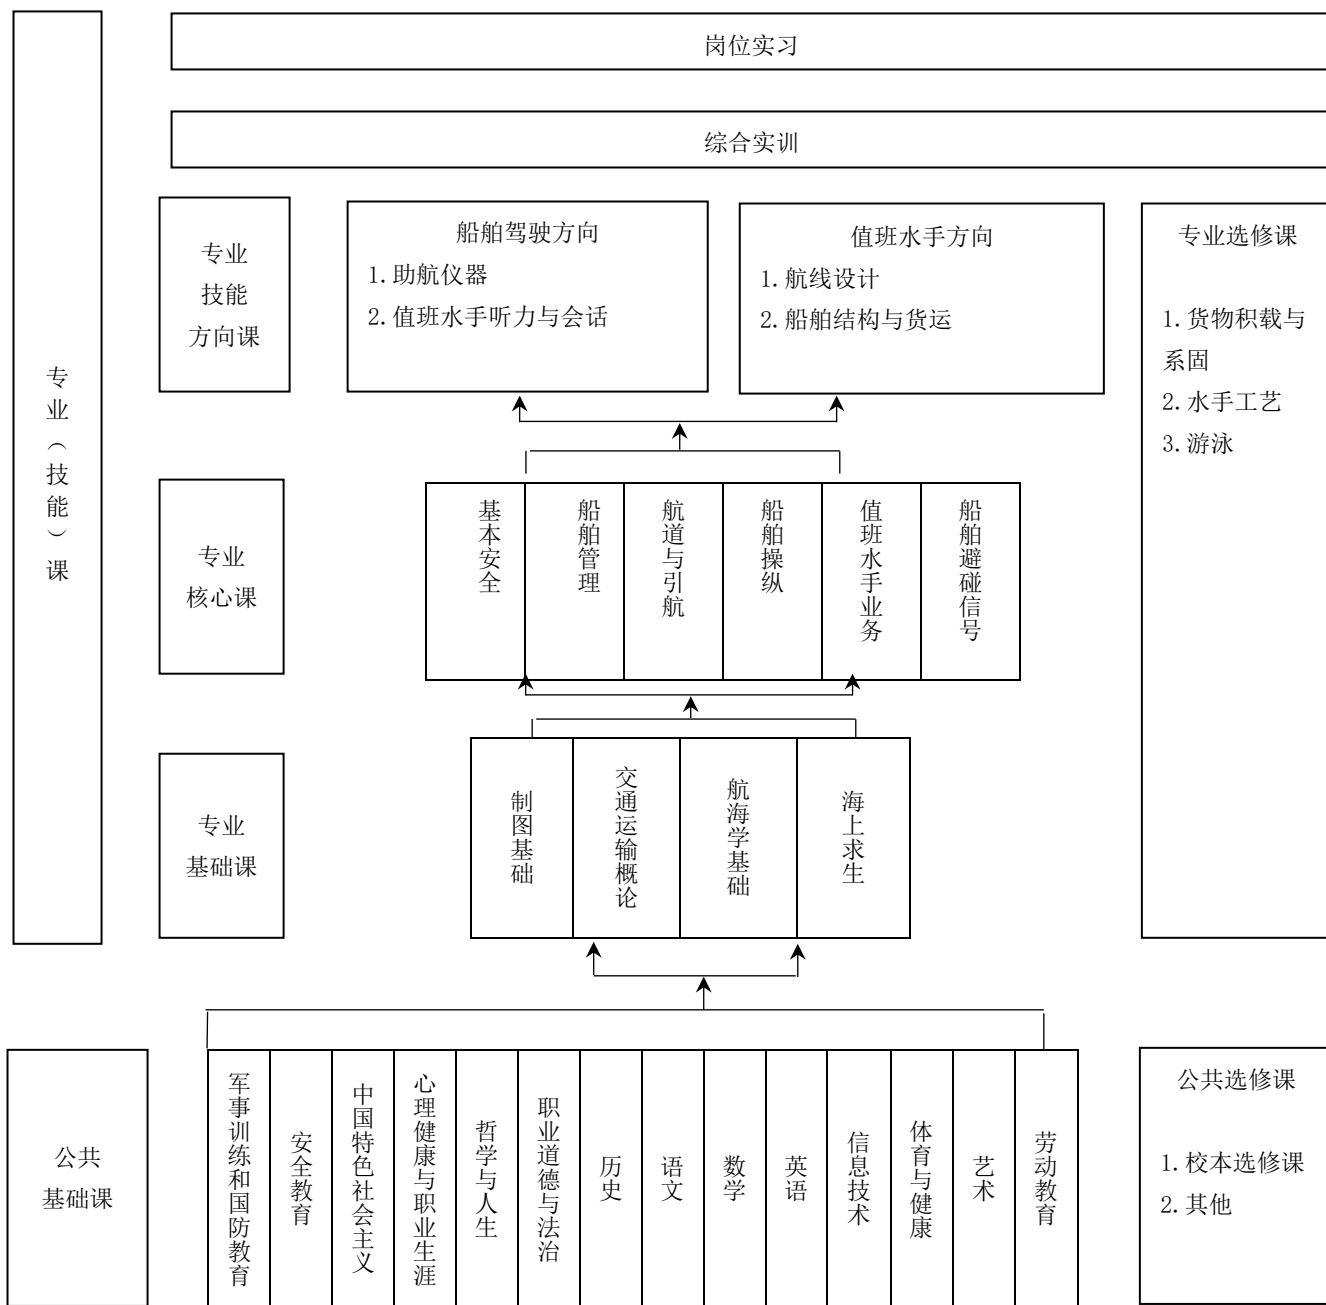 岗位实习
综合实训
专业（技能）课
专业
技能
方向课
船舶驾驶方向
1.助航仪器
2.值班水手听力与会话
值班水手方向
1.航线设计
2.船舶结构与货运
专业选修课
1.货物积载与
系固
2.水手工艺
3.游泳
专业
核心课
基本安全
船舶管理
航道与引航
船舶操纵
值班水手业务
船舶避碰信号
专业
基础课
制图基础
交通运输概论
航海学基础
海上求生
公共
基础课
军事训练和国防教育
安全教育
中国特色社会主义
心理健康与职业生涯
哲学与人生
职业道德与法治
历史
语文
数学
英语
信息技术
体育与健康
艺术
劳动教育
公共选修课
1.校本选修课
2.其他